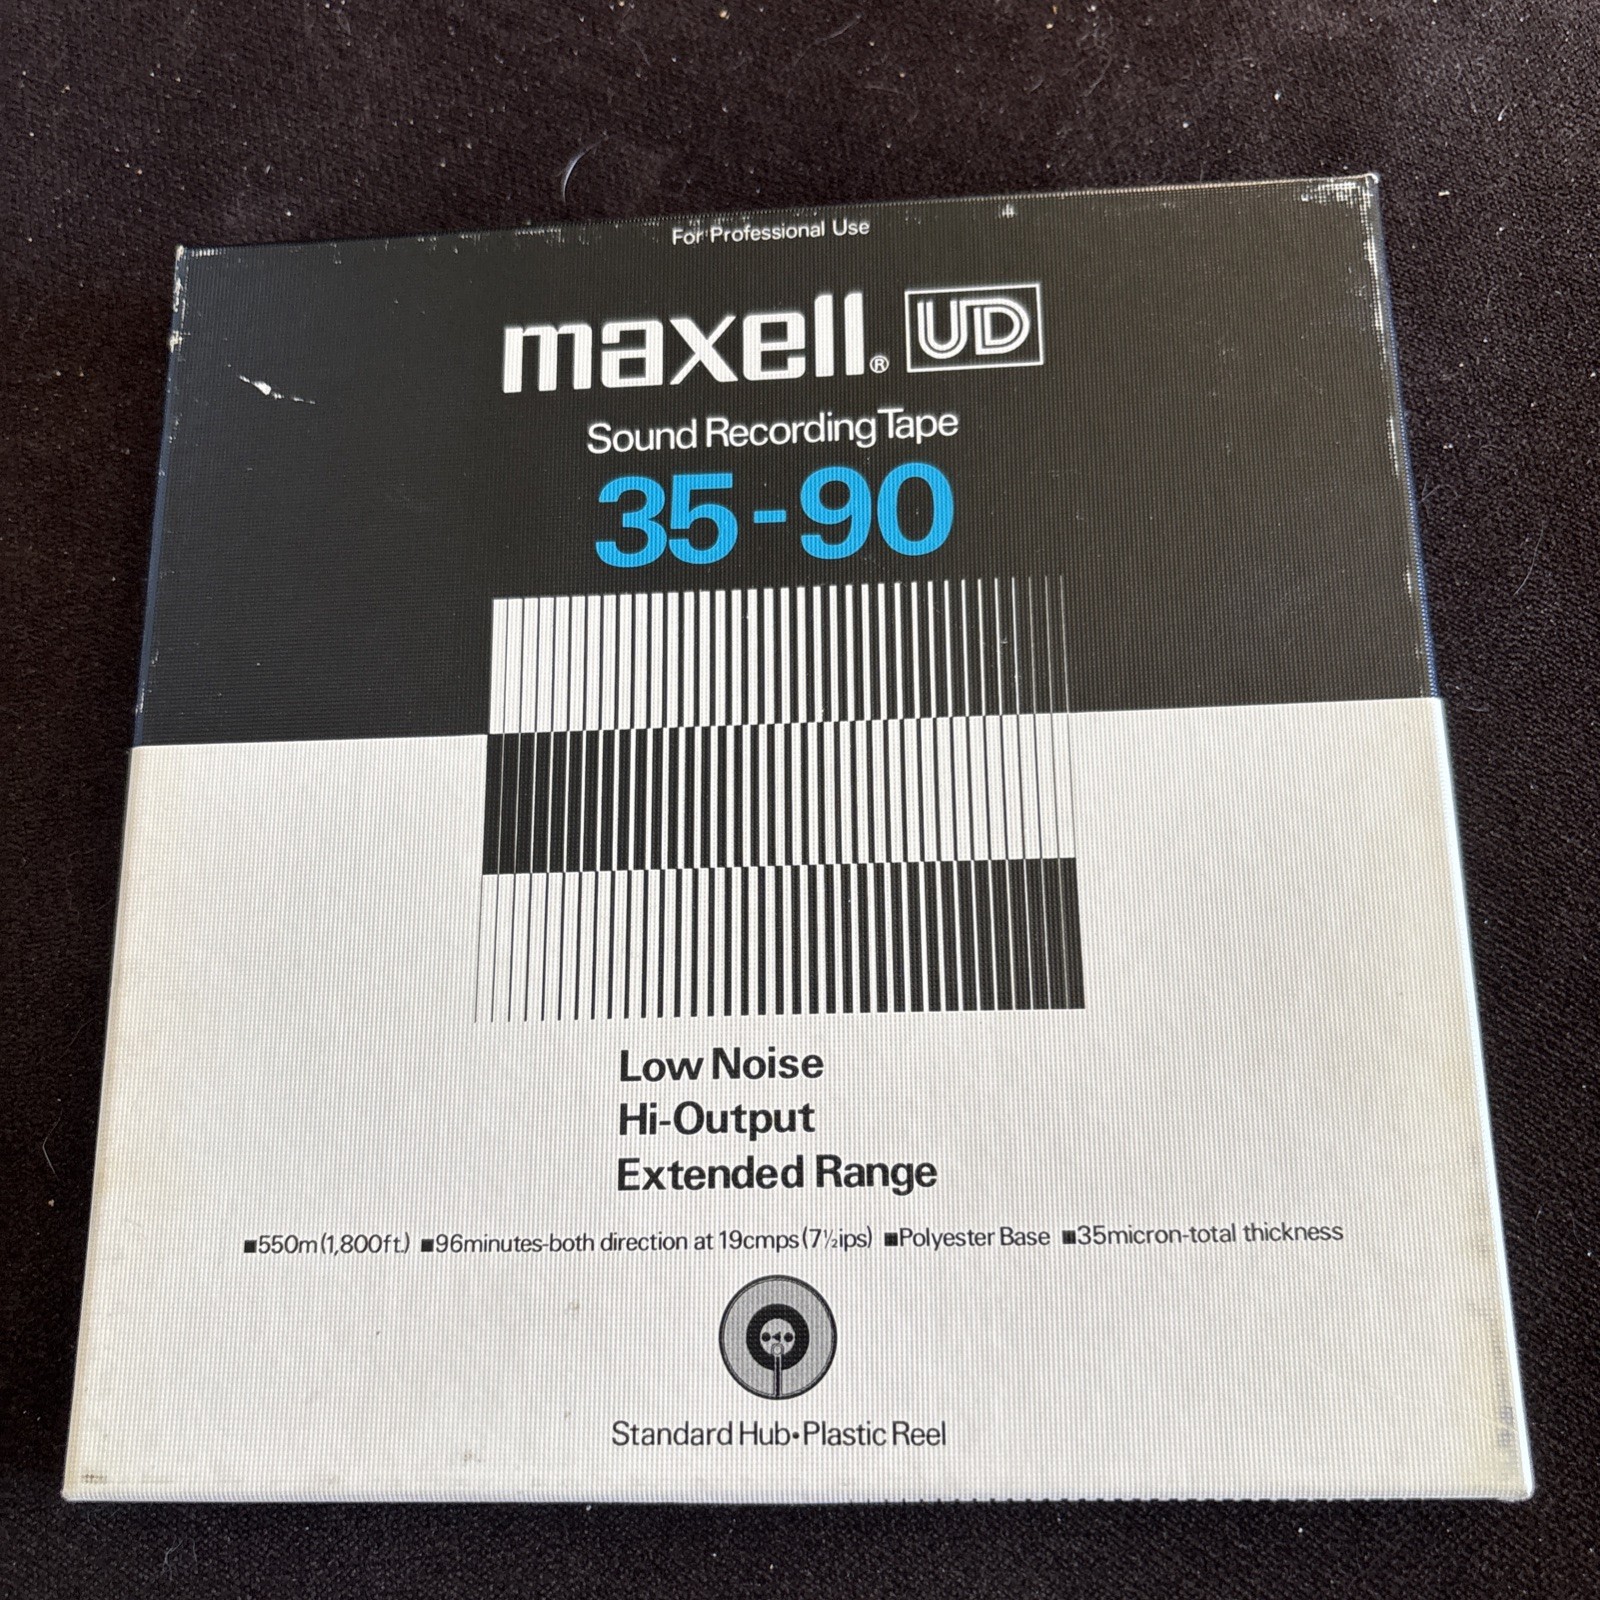 For Professional Use
maxell® UD
Sound Recording Tape
35-90
Low Noise
Hi-Output
Extended Range
■550m(1,800ft.) ■96minutes-both direction at 19cmps(7½ips) ■Polyester Base ■35micron-total thickness
Standard Hub•Plastic Reel